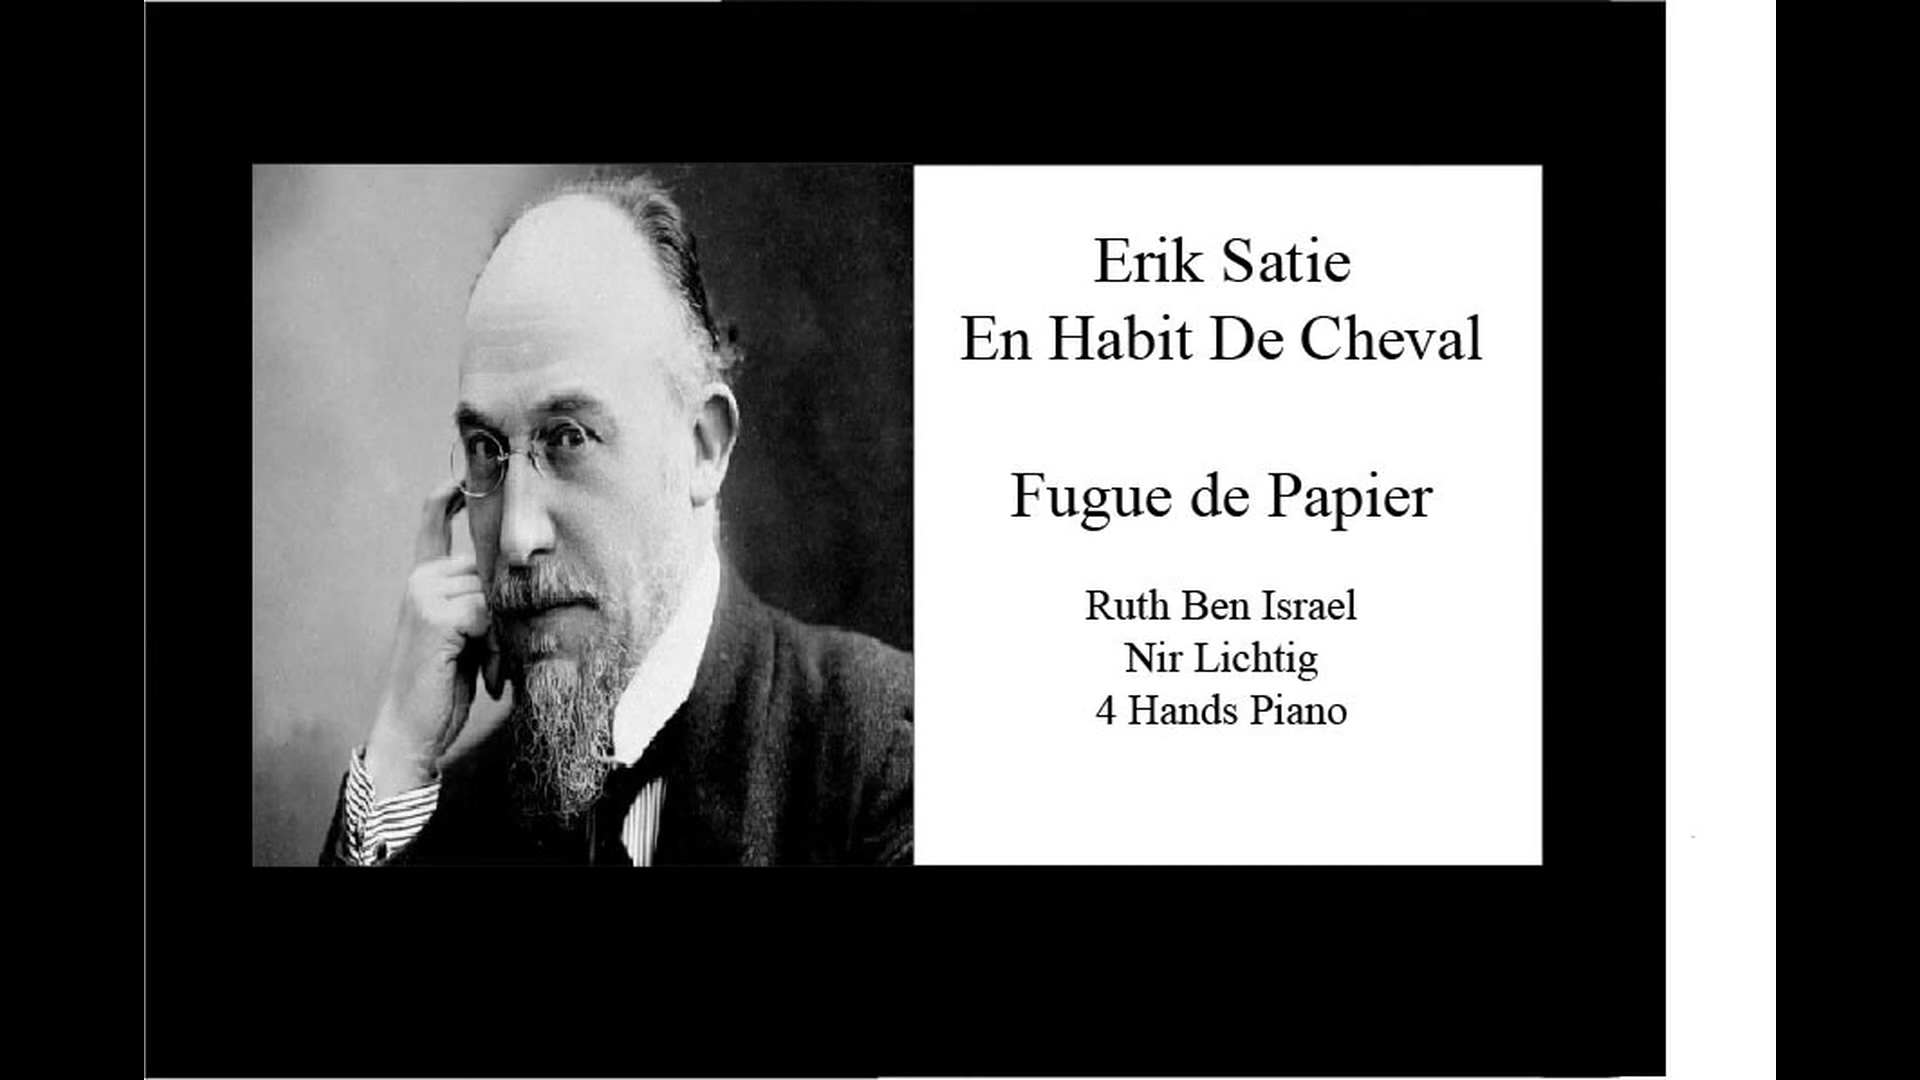 Erik Satie
En Habit De Cheval
Fugue de Papier
Ruth Ben Israel
Nir Lichtig
4 Hands Piano